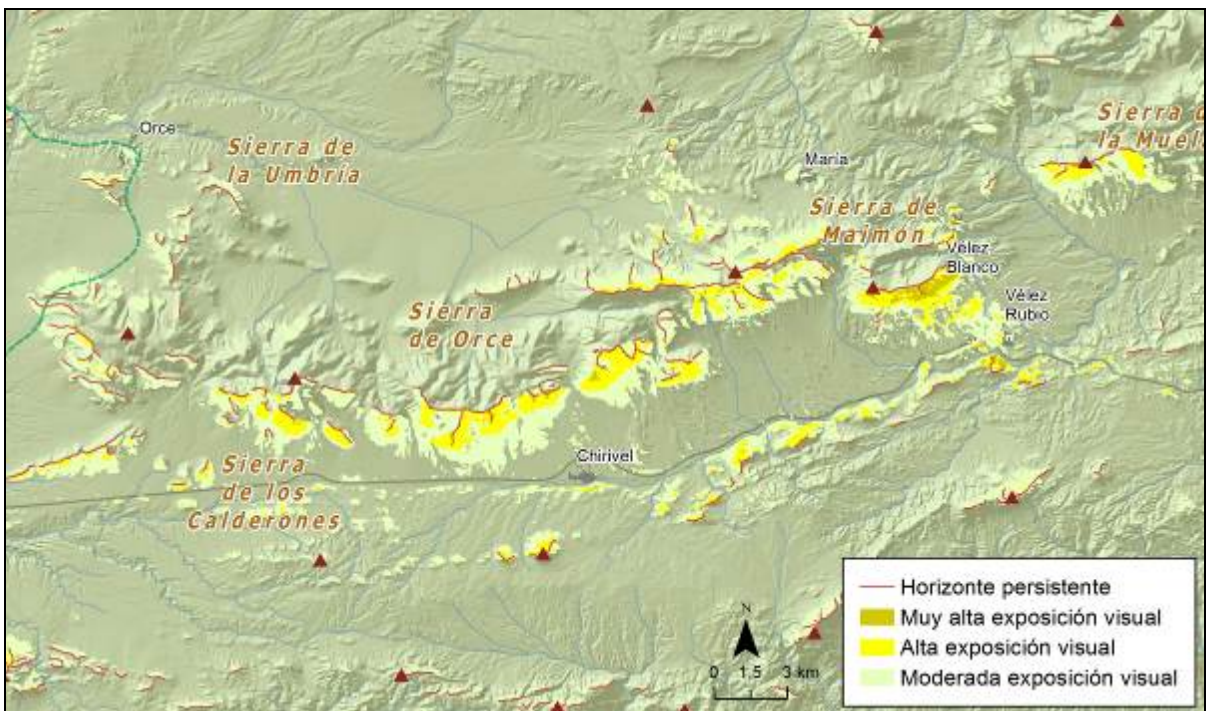 Orce
Sierra de
la Umbría
María
Sierra de
Maimón
Vélez
Blanco
Vélez
Rubio
Sierra
de Orce
Chirivel
Sierra
de los
Calderones
Sierra d
la Muel
N
0 1.5 3 km
Horizonte persistente
Muy alta exposición visual
Alta exposición visual
Moderada exposición visual